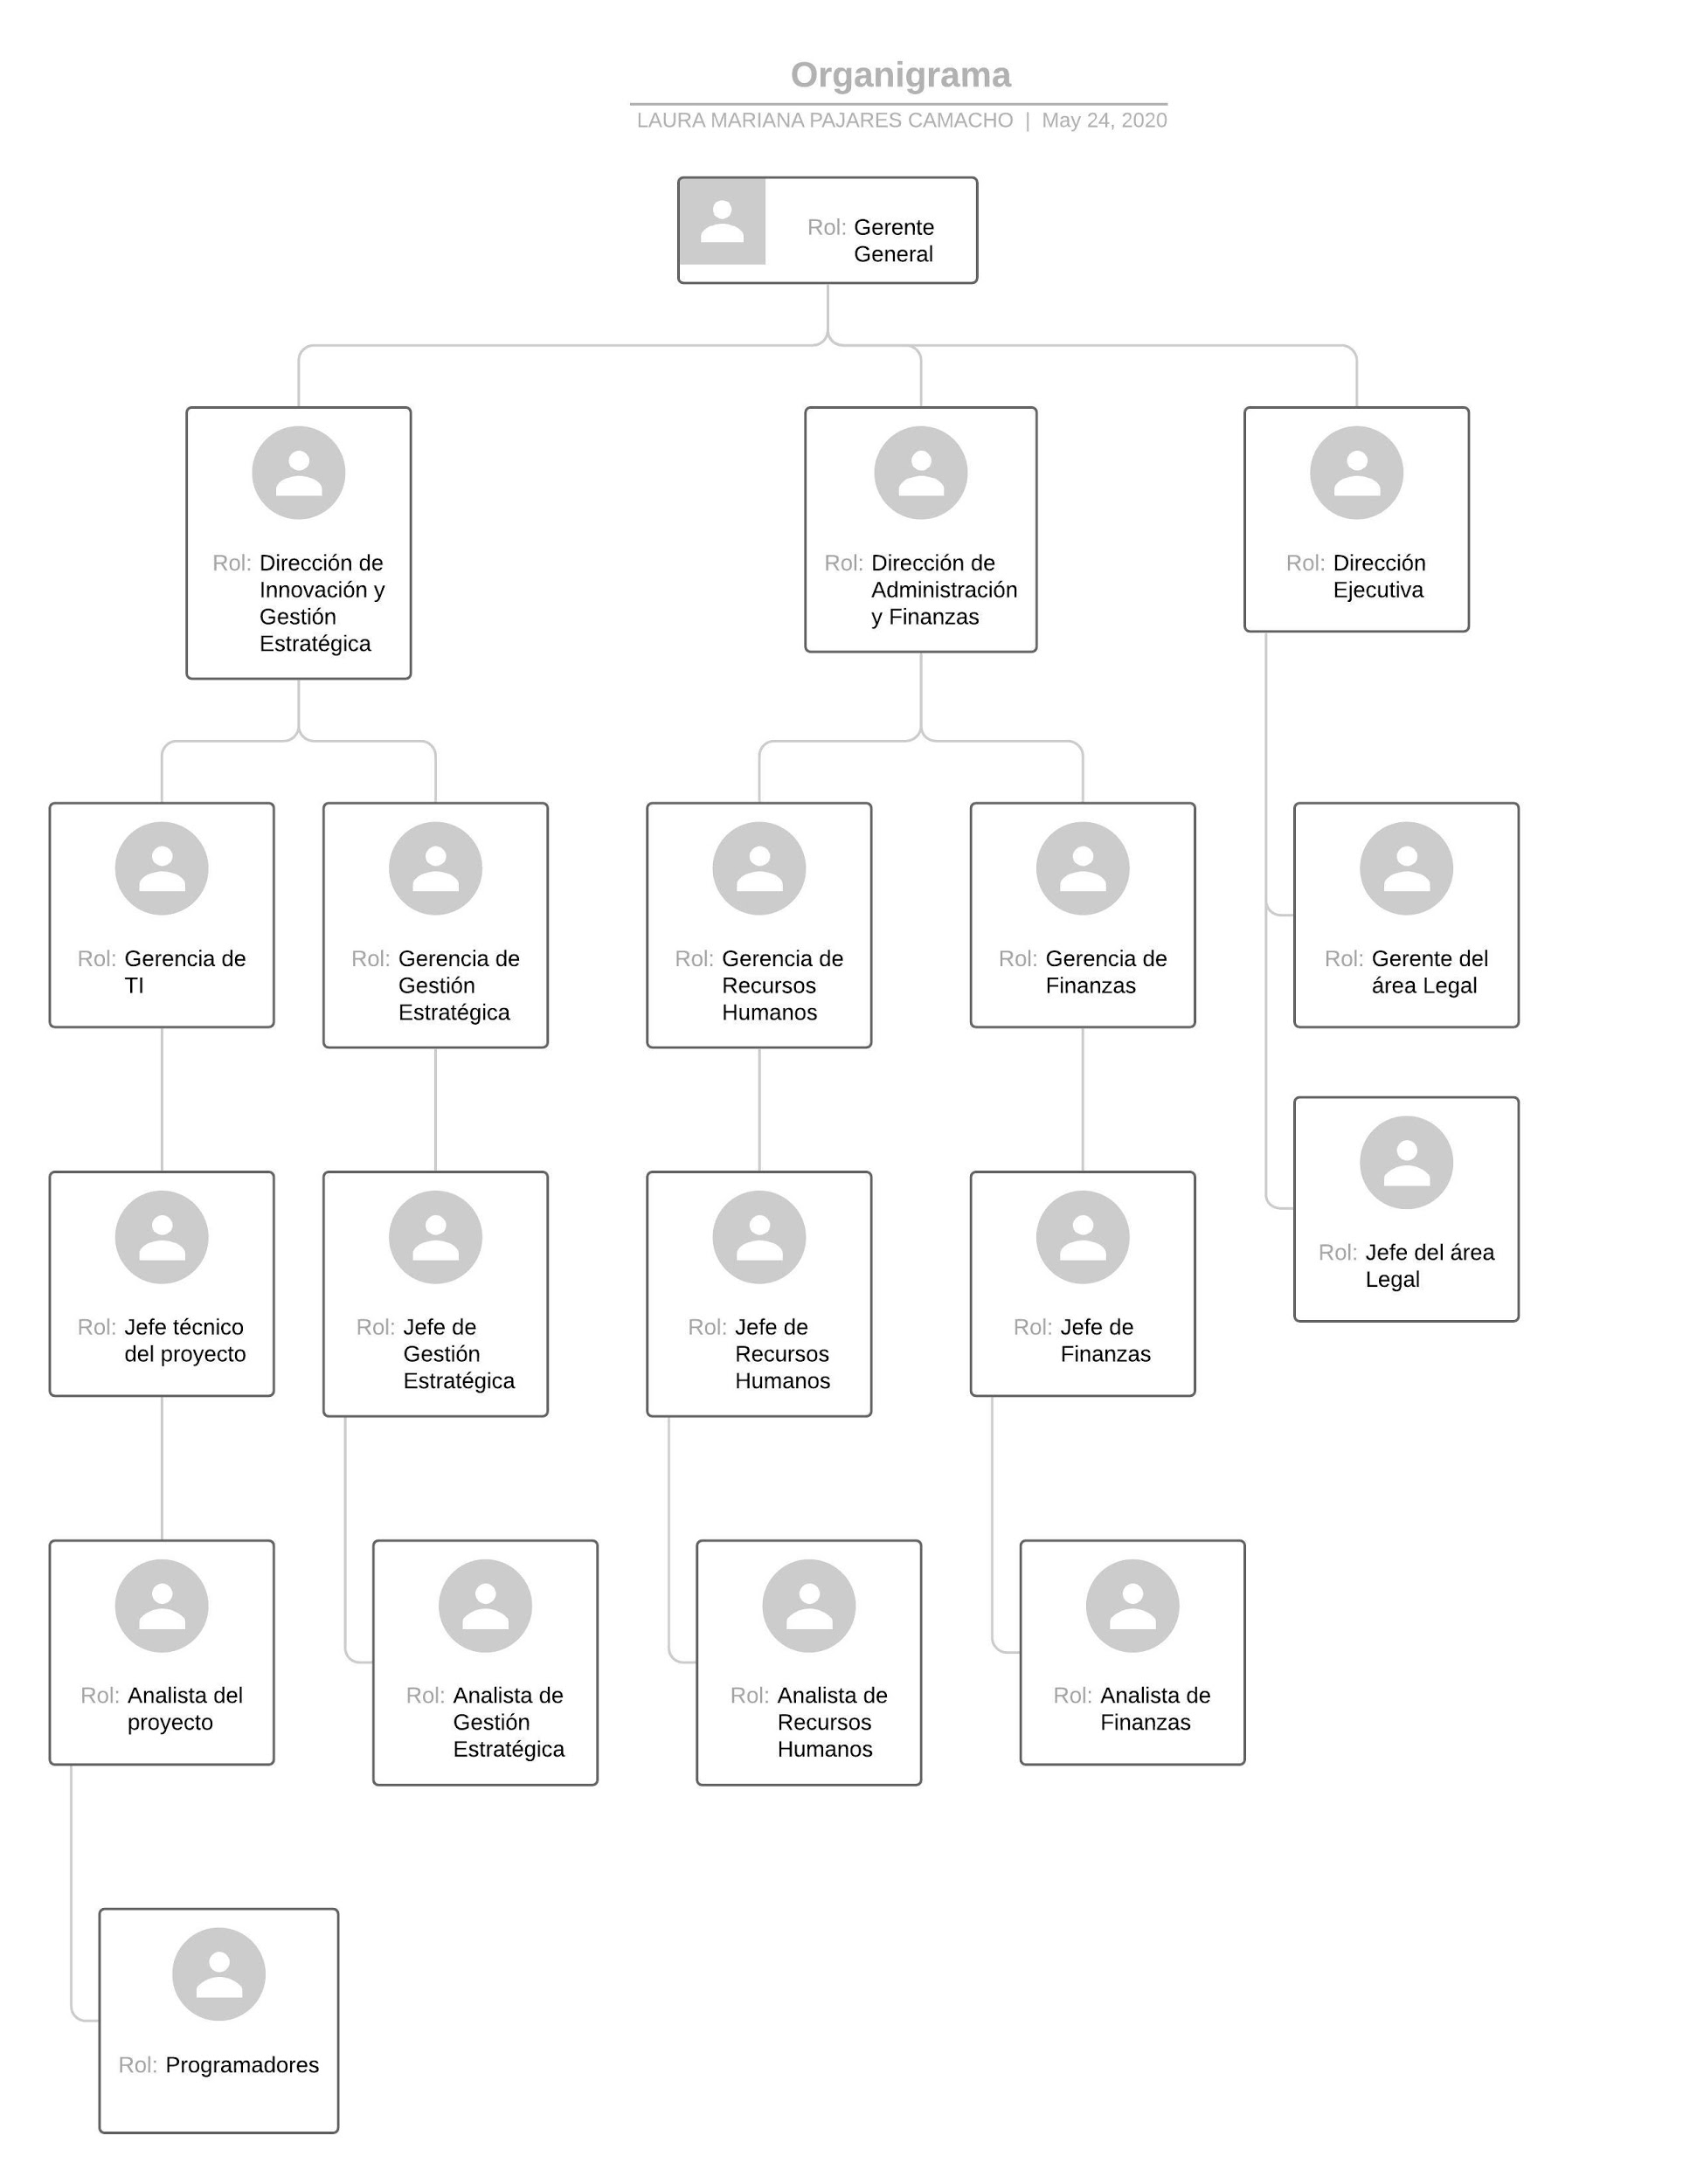 Organigrama
LAURA MARIANA PAJARES CAMACHO | May 24, 2020
Rol: Gerente
General
Rol: Dirección de
Innovación y
Gestión
Estratégica
Rol: Dirección de
Administración
y Finanzas
Rol: Dirección
Ejecutiva
Rol: Gerencia de
TI
Rol: Gerencia de
Gestión
Estratégica
Rol: Gerencia de
Recursos
Humanos
Rol: Gerencia de
Finanzas
Rol: Gerente del
área Legal
Rol: Jefe del área
Legal
Rol: Jefe técnico
del proyecto
Rol: Jefe de
Gestión
Estratégica
Rol: Jefe de
Recursos
Humanos
Rol: Jefe de
Finanzas
Rol: Analista del
proyecto
Rol: Analista de
Gestión
Estratégica
Rol: Analista de
Recursos
Humanos
Rol: Analista de
Finanzas
Rol: Programadores